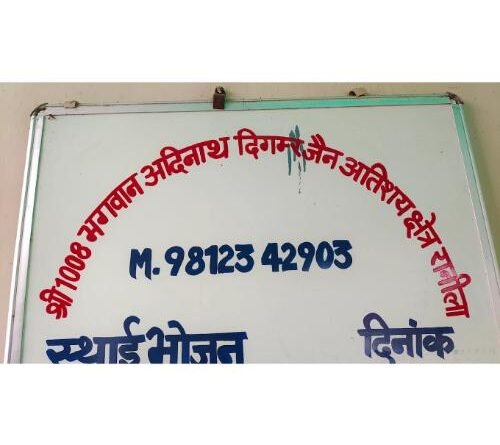 श्री 1008 भगवान अदिनाथ दिगम्बर जैन अतिशय क्षेत्र रानीला
M. 98123 42903
स्थाई भोजन दिनांक